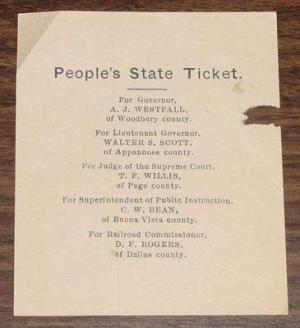 People's State Ticket.
For Governor,
A. J. WESTFALL,
of Woodbury county.
For Lieutenant Governor,
WALTER S. SCOTT,
of Appanoose county.
For Judge of the Supreme Court,
T. F. WILLIS,
of Page county.
For Superintendent of Public Instruction,
C. W. BEAN,
of Buena Vista county.
For Railroad Commissioner,
D. F. ROGERS,
of Dallas county.